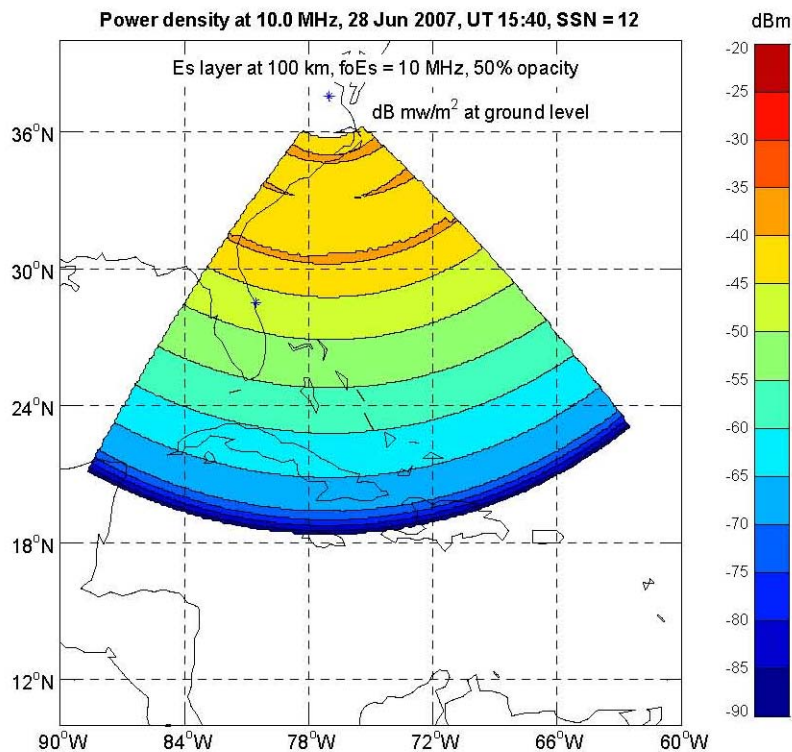 Power density at 10.0 MHz, 28 Jun 2007, UT 15:40, SSN = 12
dBm
Es layer at 100 km, foEs = 10 MHz, 50% opacity
dB mw/m² at ground level
36°N
30°N
24°N
18°N
12°N
90°W 84°W 78°W 72°W 66°W 60°W
-20
-25
-30
-35
-40
-45
-50
-55
-60
-65
-70
-75
-80
-85
-90